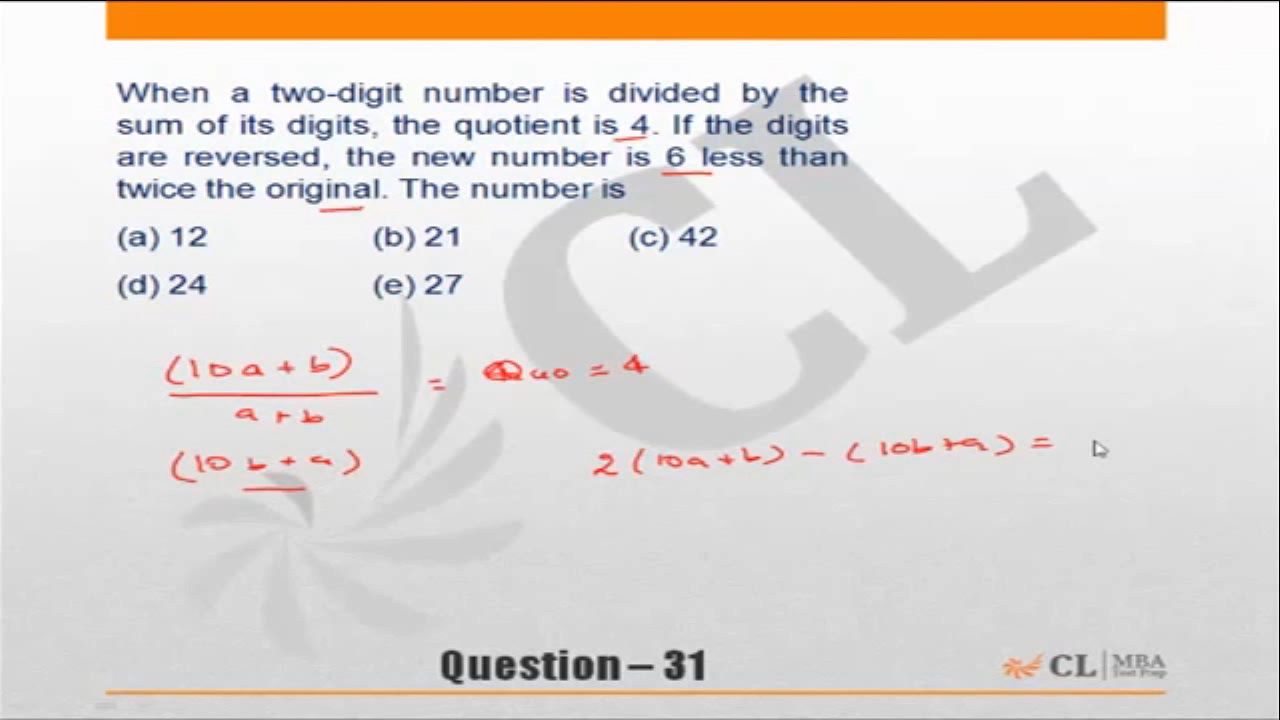 When a two-digit number is divided by the
sum of its digits, the quotient is 4. If the digits
are reversed, the new number is 6 less than
twice the original. The number is
(a) 12 (b) 21 (c) 42
(d) 24 (e) 27
(10a + b) = Quo = 4
a + b
(10b + a) 2(10a+b) - (10b+a) =
CL
Question – 31
CL | MBA
Test Prep